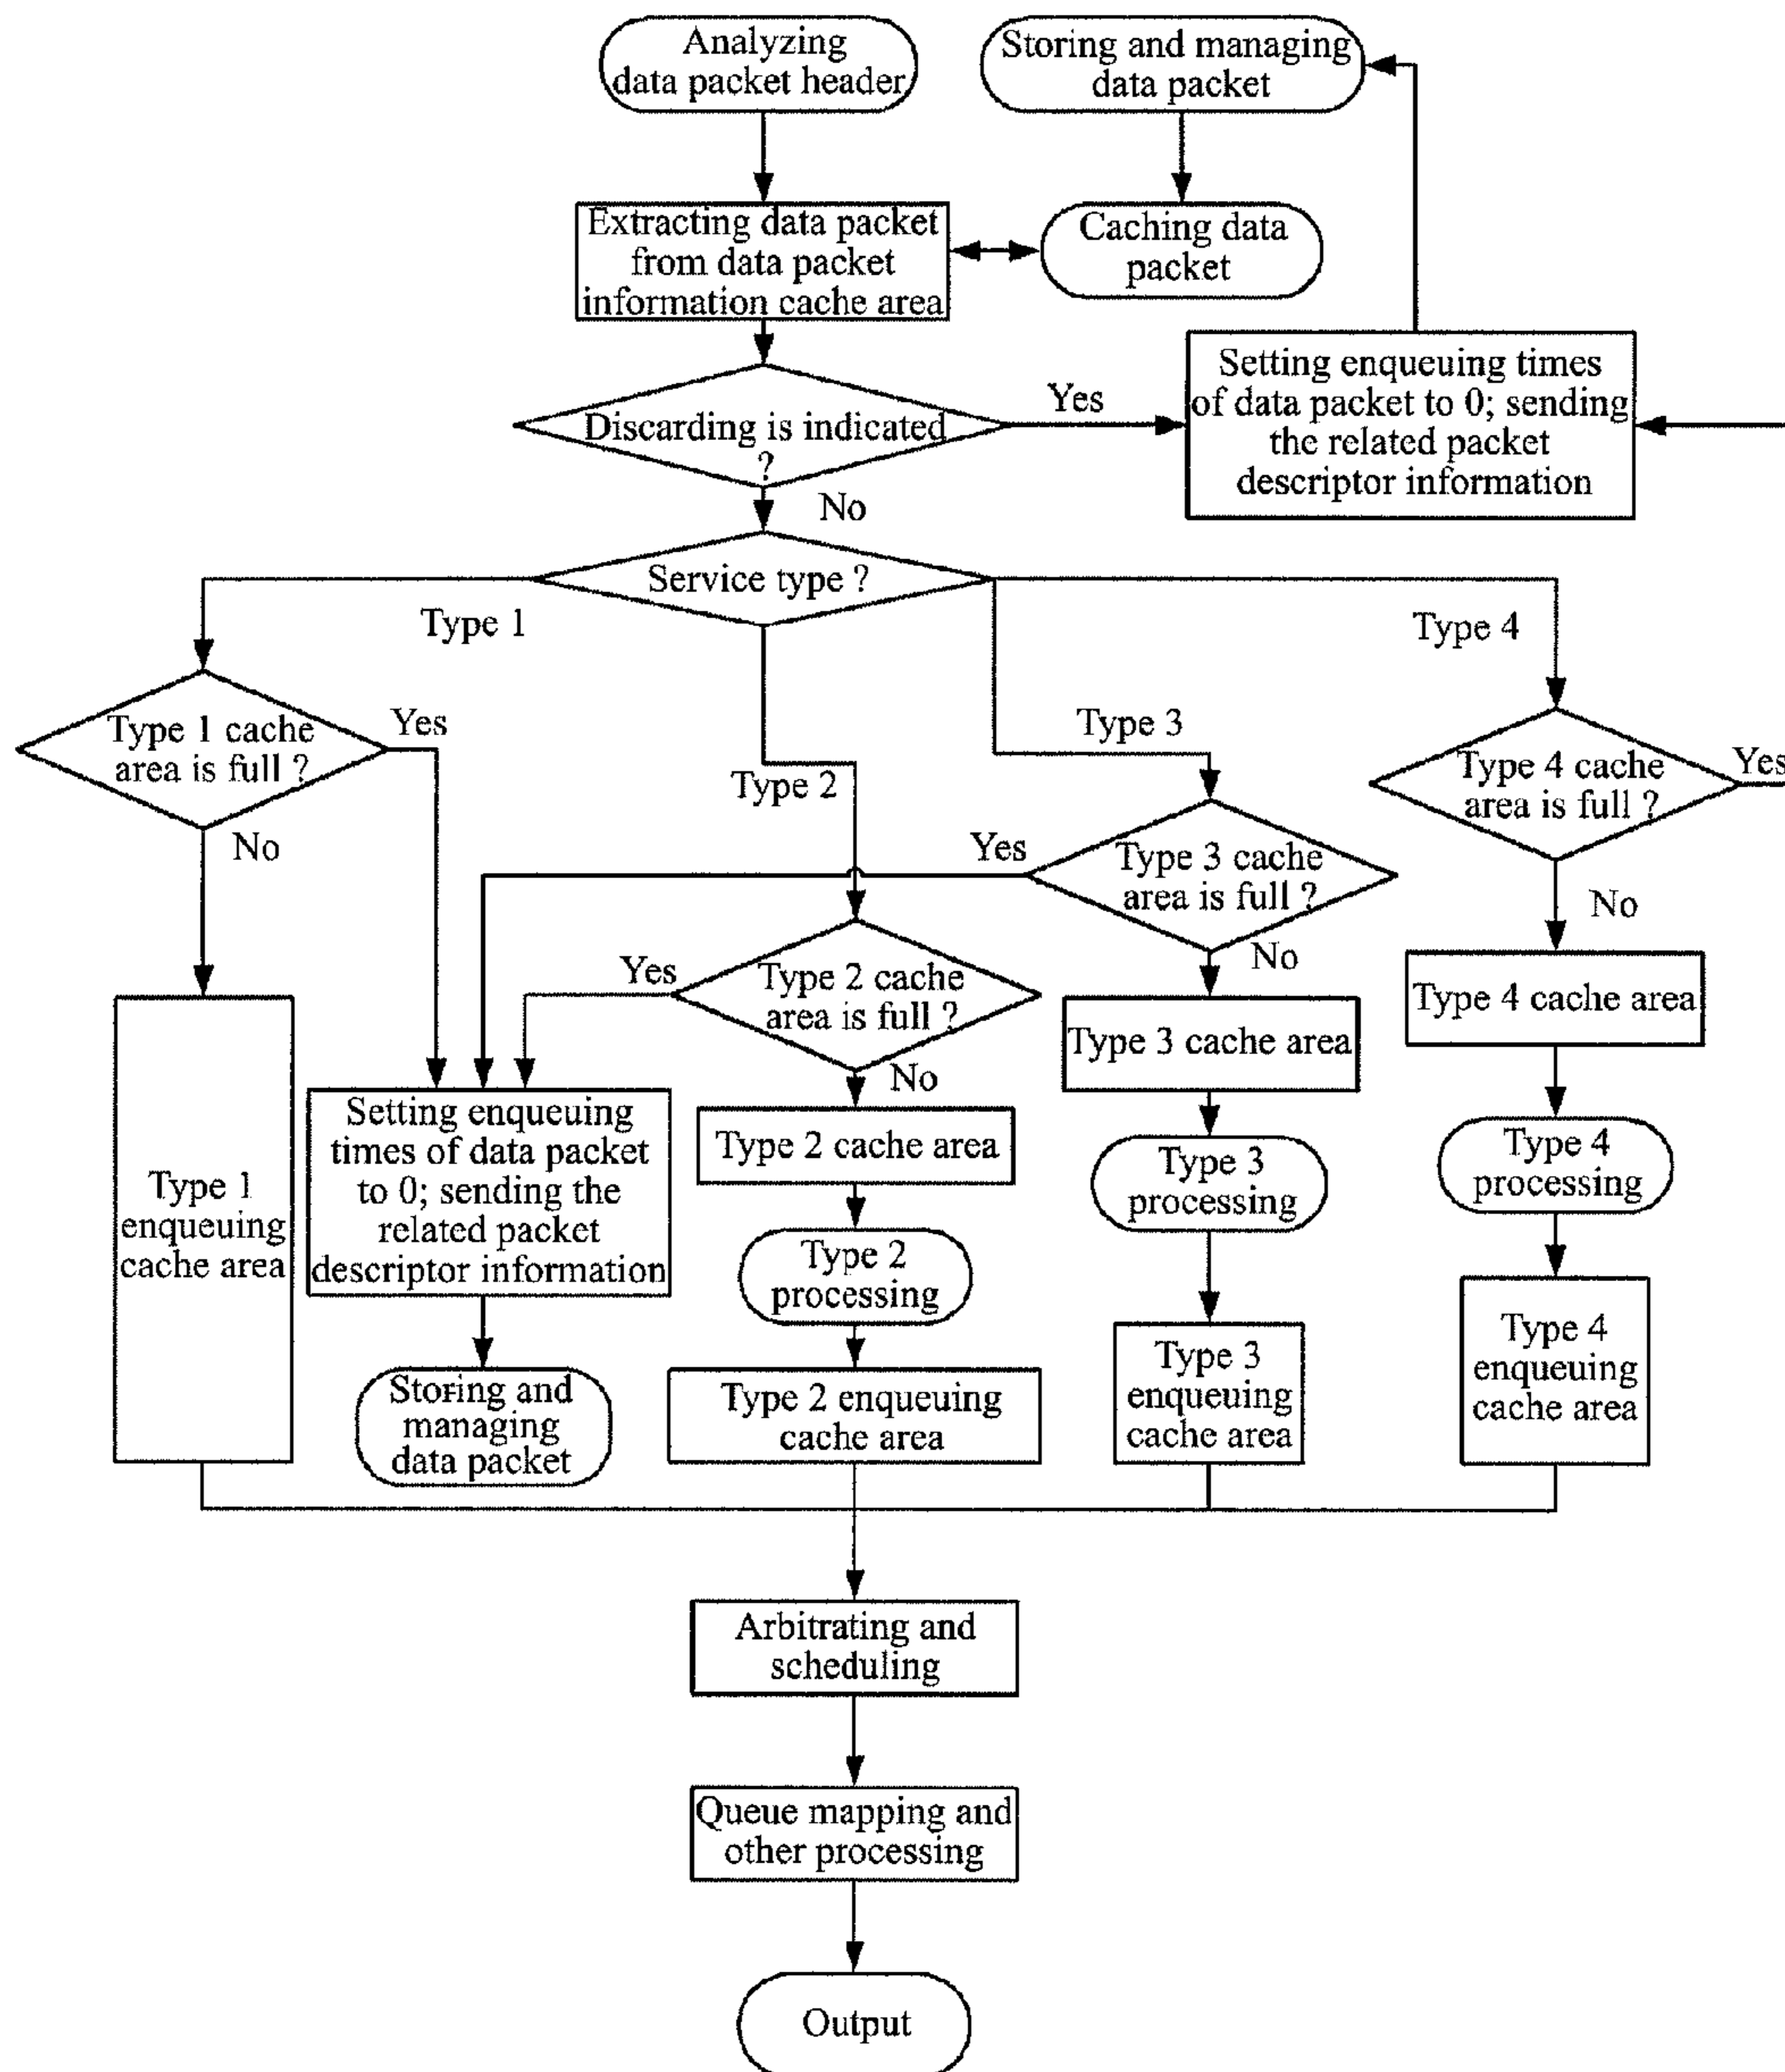 Analyzing
data packet header
Storing and managing
data packet
Extracting data packet
from data packet
information cache area
Caching data
packet
Discarding is indicated
?
Yes
Setting enqueuing times
of data packet to 0; sending
the related packet
descriptor information
No
Service type ?
Type 1
Type 2
Type 3
Type 4
Type 1 cache
area is full ?
Yes
No
Type 4 cache
area is full ?
Yes
No
Type 3 cache
area is full ?
Yes
No
Type 2 cache
area is full ?
Yes
No
Type 1
enqueuing
cache area
Setting enqueuing
times of data packet
to 0; sending the
related packet
descriptor information
Storing and
managing
data packet
Type 2 cache area
Type 2
processing
Type 2 enqueuing
cache area
Type 3 cache area
Type 3
processing
Type 3
enqueuing
cache area
Type 4 cache area
Type 4
processing
Type 4
enqueuing
cache area
Arbitrating and
scheduling
Queue mapping and
other processing
Output